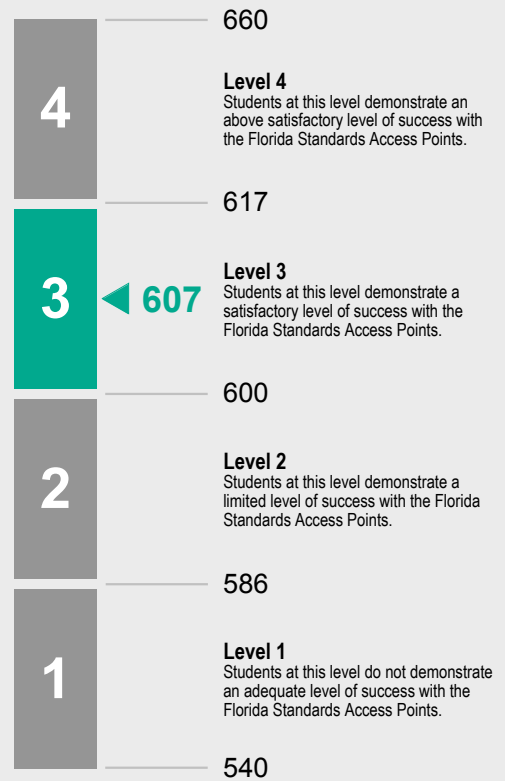 660
4
Level 4
Students at this level demonstrate an
above satisfactory level of success with
the Florida Standards Access Points.
617
3
607
Level 3
Students at this level demonstrate a
satisfactory level of success with the
Florida Standards Access Points.
600
2
Level 2
Students at this level demonstrate a
limited level of success with the Florida
Standards Access Points.
586
1
Level 1
Students at this level do not demonstrate
an adequate level of success with the
Florida Standards Access Points.
540